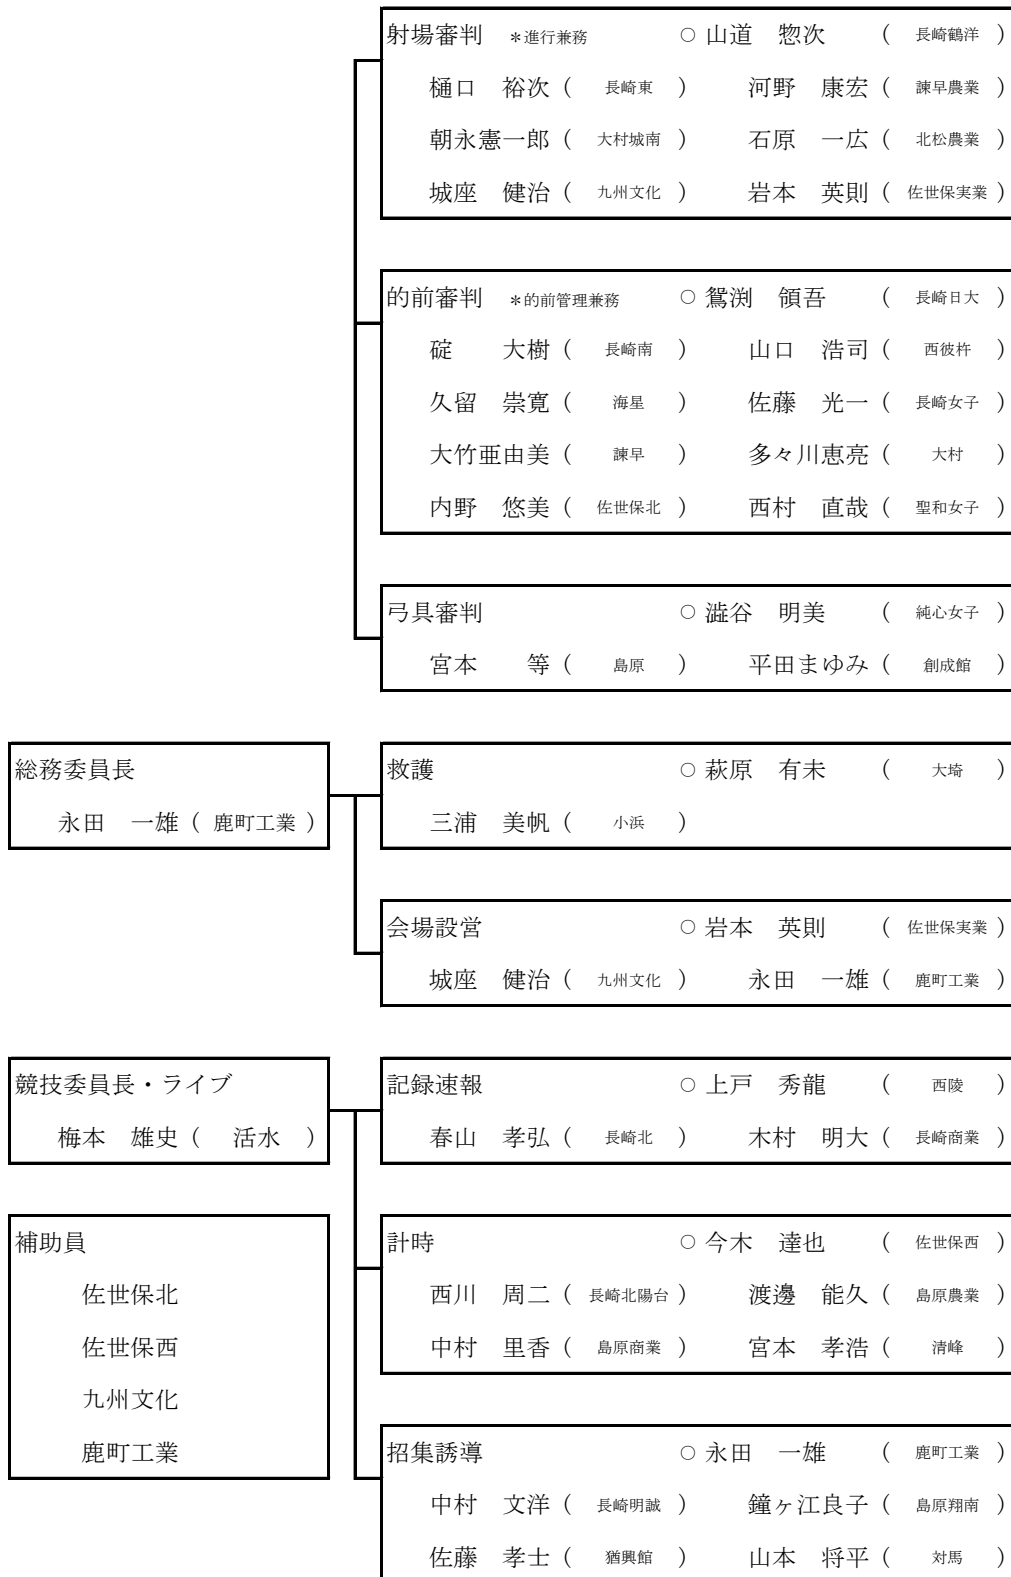 射場審判 ＊進行兼務 ○ 山道 惣次 （ 長崎鶴洋 ）
樋口 裕次（ 長崎東 ） 河野 康宏（ 諫早農業 ）
朝永憲一郎（ 大村城南 ） 石原 一広（ 北松農業 ）
城座 健治（ 九州文化 ） 岩本 英則（ 佐世保実業 ）
的前審判 ＊的前管理兼務 ○ 鴛渕 領吾 （ 長崎日大 ）
碇 大樹（ 長崎南 ） 山口 浩司（ 西彼杵 ）
久留 崇寛（ 海星 ） 佐藤 光一（ 長崎女子 ）
大竹亜由美（ 諫早 ） 多々川恵亮（ 大村 ）
内野 悠美（ 佐世保北 ） 西村 直哉（ 聖和女子 ）
弓具審判 ○ 澁谷 明美 （ 純心女子 ）
宮本 等（ 島原 ） 平田まゆみ（ 創成館 ）
総務委員長
永田 一雄（ 鹿町工業 ）
救護 ○ 萩原 有未 （ 大崎 ）
三浦 美帆（ 小浜 ）
会場設営 ○ 岩本 英則 （ 佐世保実業 ）
城座 健治（ 九州文化 ） 永田 一雄（ 鹿町工業 ）
競技委員長・ライブ
梅本 雄史（ 活水 ）
記録速報 ○ 上戸 秀龍 （ 西陵 ）
春山 孝弘（ 長崎北 ） 木村 明大（ 長崎商業 ）
補助員
佐世保北
佐世保西
九州文化
鹿町工業
計時 ○ 今木 達也 （ 佐世保西 ）
西川 周二（ 長崎北陽台 ） 渡邊 能久（ 島原農業 ）
中村 里香（ 島原商業 ） 宮本 孝浩（ 清峰 ）
招集誘導 ○ 永田 一雄 （ 鹿町工業 ）
中村 文洋（ 長崎明誠 ） 鐘ヶ江良子（ 島原翔南 ）
佐藤 孝士（ 猶興館 ） 山本 将平（ 対馬 ）